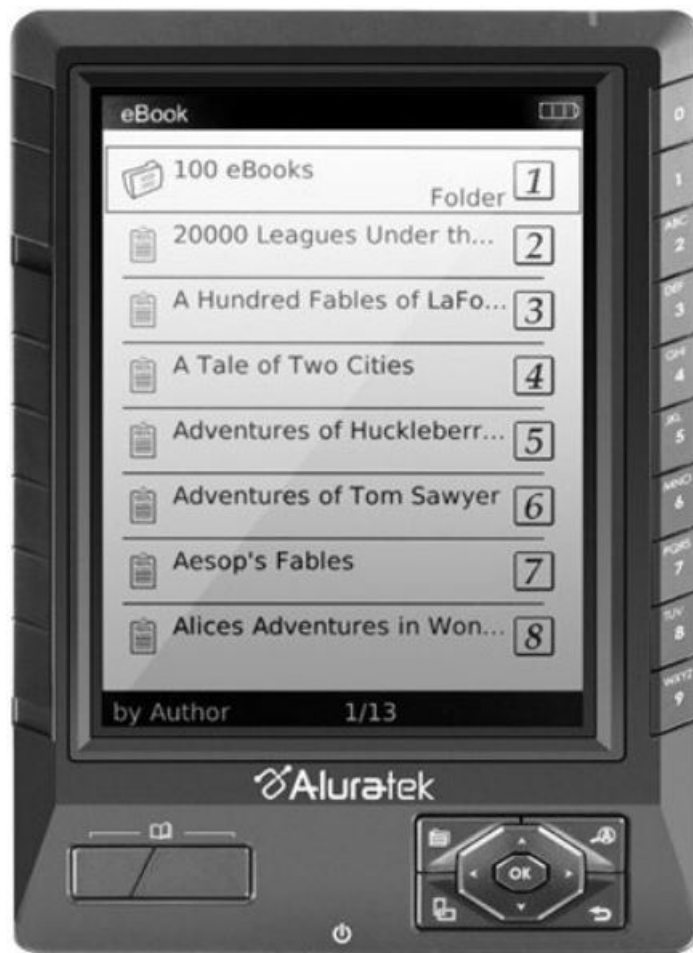 eBook
100 eBooks
Folder
1
20000 Leagues Under th...
2
A Hundred Fables of LaFo...
3
A Tale of Two Cities
4
Adventures of Huckleberr...
5
Adventures of Tom Sawyer
6
Aesop's Fables
7
Alices Adventures in Won...
8
by Author 1/13
0
1
ABC
2
DEF
3
GHI
4
JKL
5
MNO
6
PQRS
7
TUV
8
WXYZ
9
Aluratek
OK